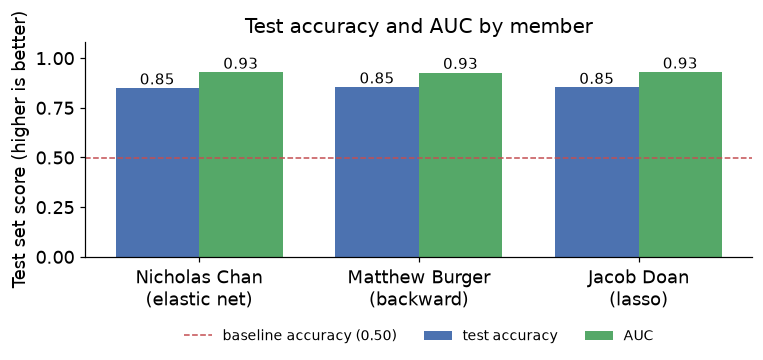 Test accuracy and AUC by member
Test set score (higher is better)
1.00
0.75
0.50
0.25
0.00
0.85
0.93
0.85
0.93
0.85
0.93
Nicholas Chan
(elastic net)
Matthew Burger
(backward)
Jacob Doan
(lasso)
baseline accuracy (0.50)
test accuracy
AUC